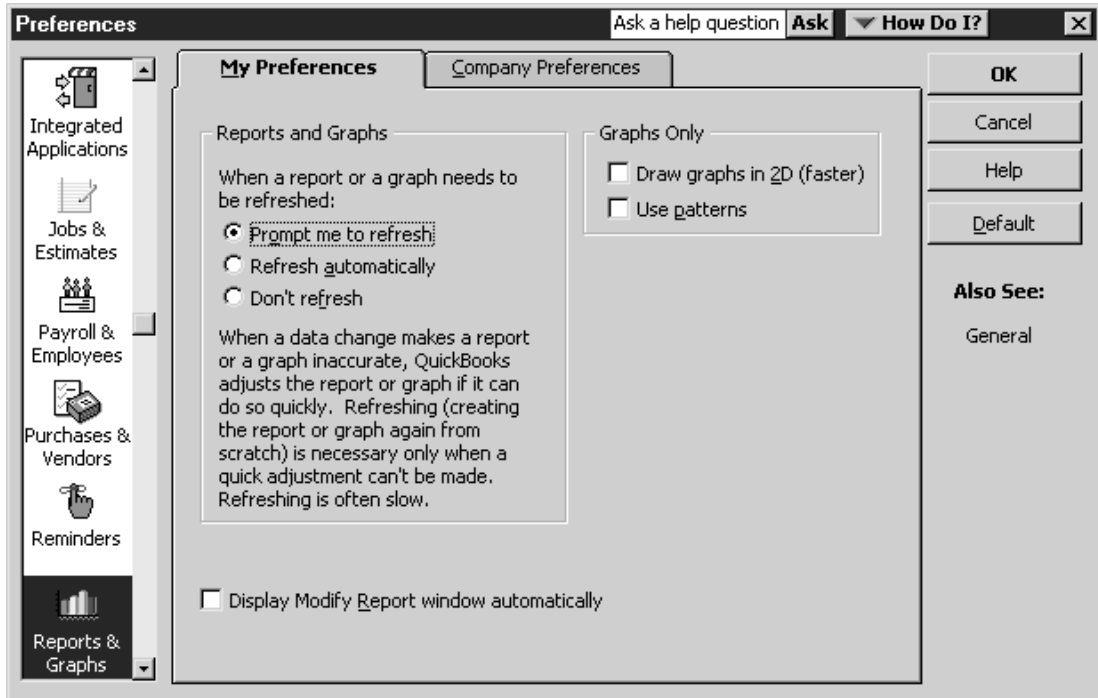 Preferences
Ask a help question Ask How Do I?
Integrated
Applications
Jobs &
Estimates
Payroll &
Employees
Purchases &
Vendors
Reminders
Reports &
Graphs
My Preferences
Company Preferences
Reports and Graphs
When a report or a graph needs to
be refreshed:
Prompt me to refresh
Refresh automatically
Don't refresh
When a data change makes a report
or a graph inaccurate, QuickBooks
adjusts the report or graph if it can
do so quickly. Refreshing (creating
the report or graph again from
scratch) is necessary only when a
quick adjustment can't be made.
Refreshing is often slow.
Graphs Only
Draw graphs in 2D (faster)
Use patterns
Display Modify Report window automatically
OK
Cancel
Help
Default
Also See:
General